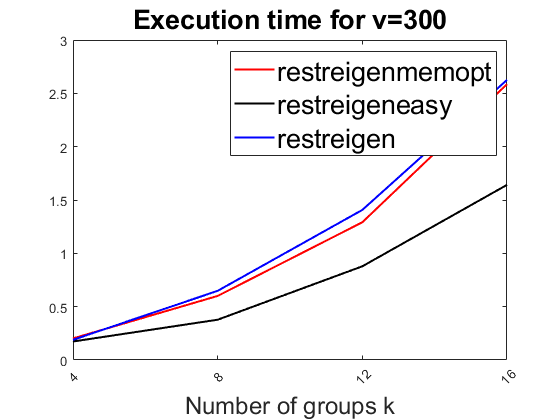 Execution time for v=300
3
2.5
2
1.5
1
0.5
0
restreigenmemopt
restreigeneasy
restreigen
4
8
12
16
Number of groups k